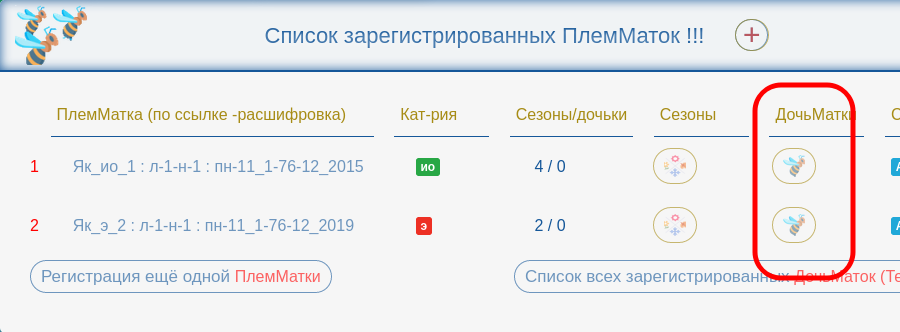 Список зарегистрированных ПлемМаток !!!
ПлемМатка (по ссылке -расшифровка) Кат-рия Сезоны/дочьки Сезоны ДочьМатки
1 Як_ио_1 : л-1-н-1 : пн-11_1-76-12_2015 ио 4 / 0
2 Як_э_2 : л-1-н-1 : пн-11_1-76-12_2019 э 2 / 0
Регистрация ещё одной ПлемМатки Список всех зарегистрированных ДочьМаток (Те